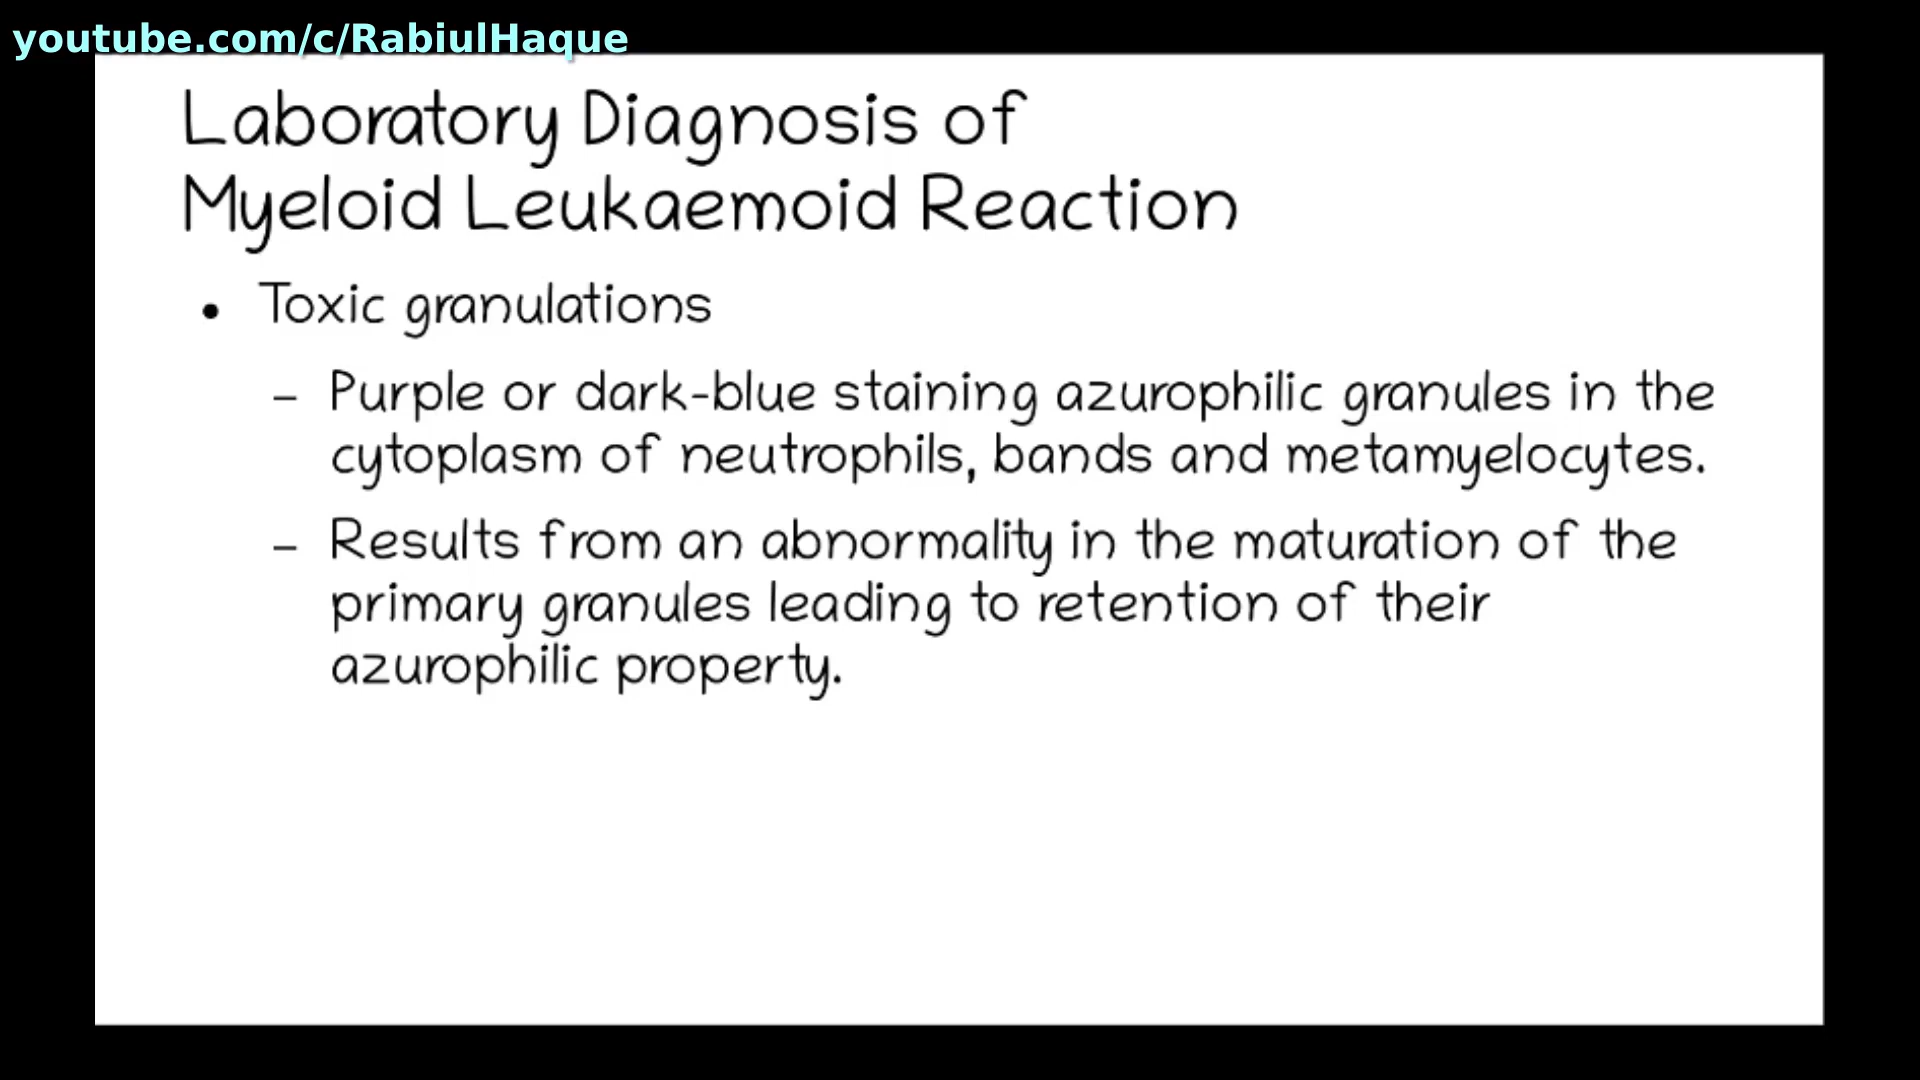 youtube.com/c/RabiulHaque
Laboratory Diagnosis of
Myeloid Leukaemoid Reaction
• Toxic granulations
– Purple or dark-blue staining azurophilic granules in the
cytoplasm of neutrophils, bands and metamyelocytes.
– Results from an abnormality in the maturation of the
primary granules leading to retention of their
azurophilic property.